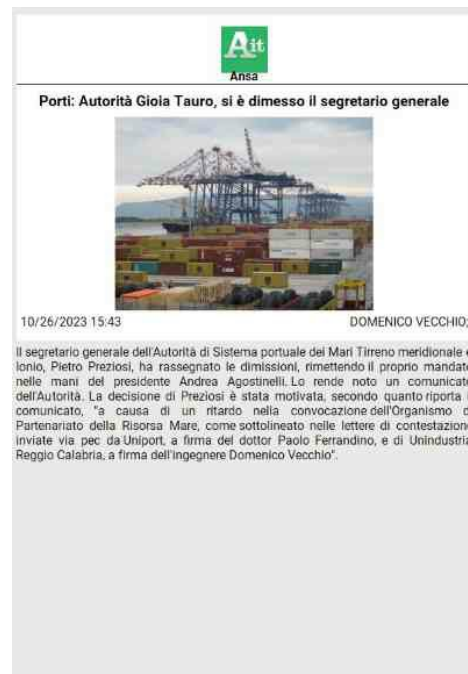 Ait
Ansa
Porti: Autorità Gioia Tauro, si è dimesso il segretario generale
10/26/2023 15:43
DOMENICO VECCHIO;
Il segretario generale dell'Autorità di Sistema portuale dei Mari Tirreno meridionale e
Ionio, Pietro Preziosi, ha rassegnato le dimissioni, rimettendo il proprio mandato
nelle mani del presidente Andrea Agostinelli. Lo rende noto un comunicato
dell'Autorità. La decisione di Preziosi è stata motivata, secondo quanto riporta
comunicato, "a causa di un ritardo nella convocazione dell'Organismo d
Partenariato della Risorsa Mare, come sottolineato nelle lettere di contestazione
inviate via pec da Uniport, a firma del dottor Paolo Ferrandino, e di Unindustria
Reggio Calabria, a firma dell'ingegnere Domenico Vecchio".